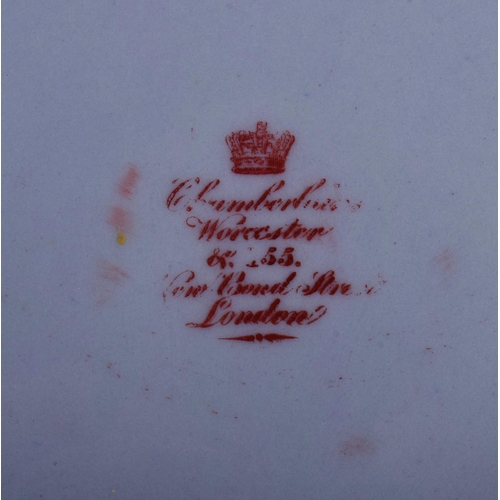 Chamberlains
Worcester
& 155.
New Bond Street
London